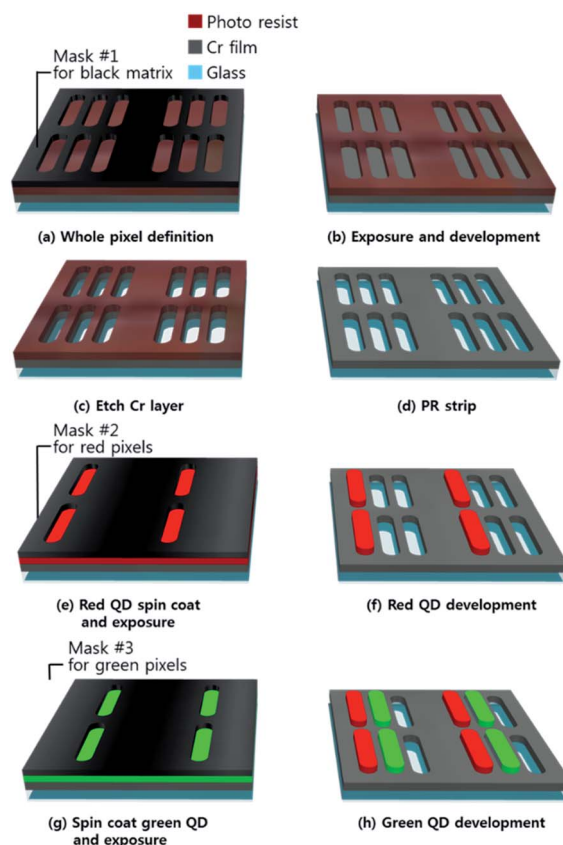 Photo resist
Cr film
Glass
Mask #1
for black matrix
(a) Whole pixel definition
(b) Exposure and development
(c) Etch Cr layer
(d) PR strip
Mask #2
for red pixels
(e) Red QD spin coat
and exposure
(f) Red QD development
Mask #3
for green pixels
(g) Spin coat green QD
and exposure
(h) Green QD development